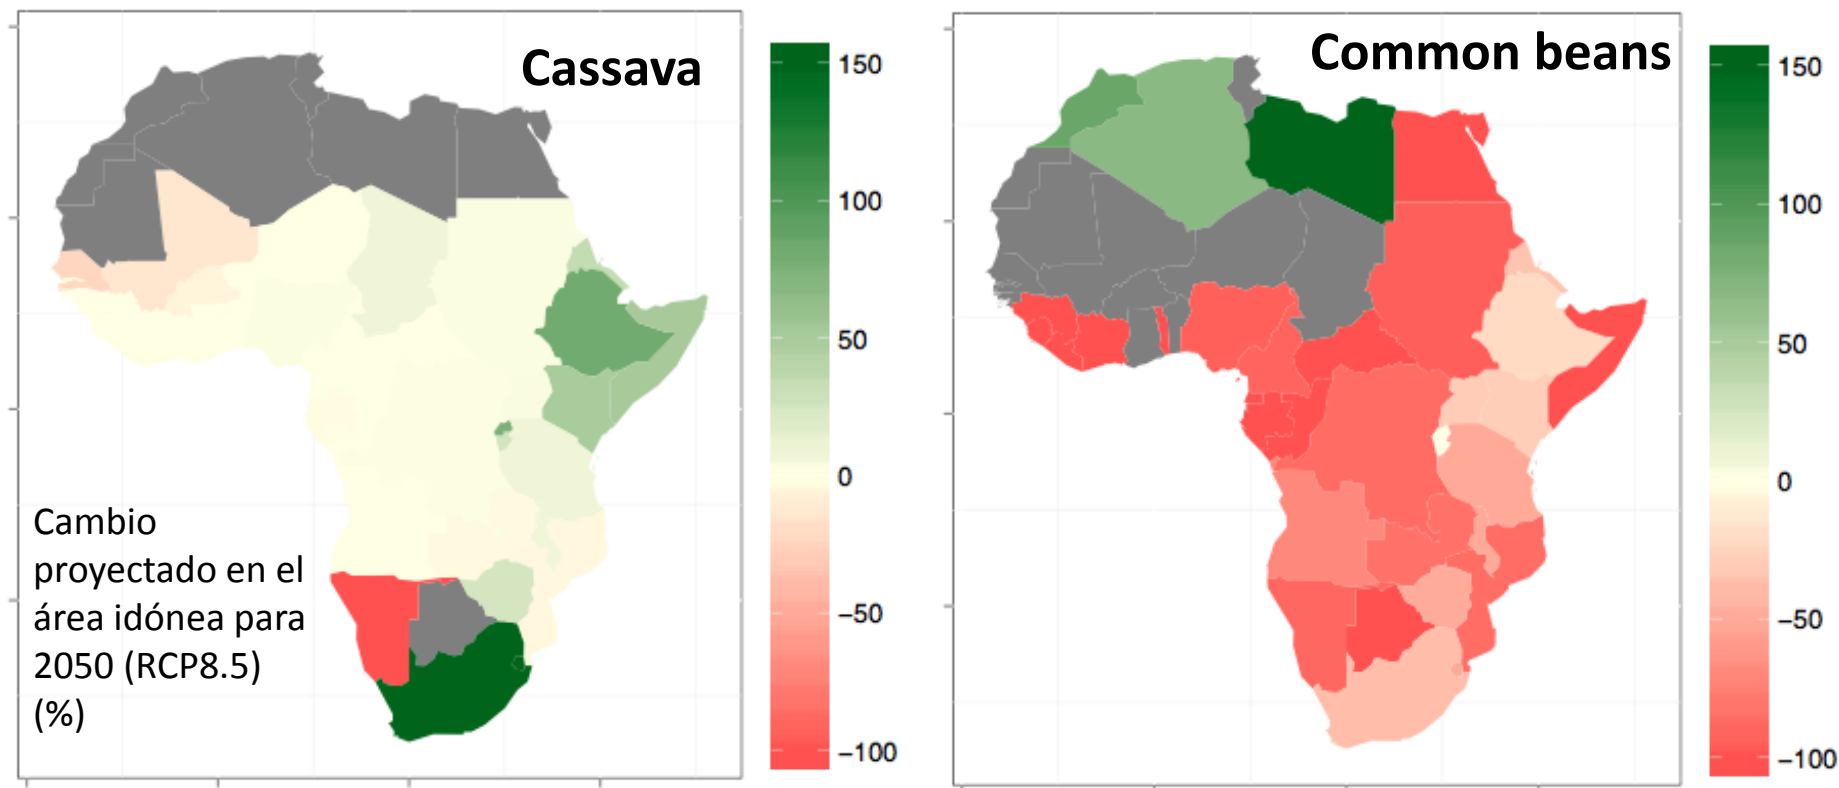 Cassava
150
100
50
0
−50
−100
Cambio
proyectado en el
área idónea para
2050 (RCP8.5)
(%)
Common beans
150
100
50
0
−50
−100